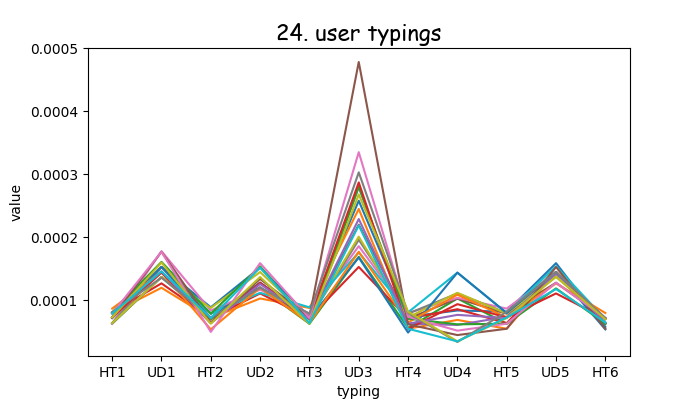 24. user typings
0.0005
0.0004
0.0003
0.0002
0.0001
value
HT1 UD1 HT2 UD2 HT3 UD3 HT4 UD4 HT5 UD5 HT6
typing